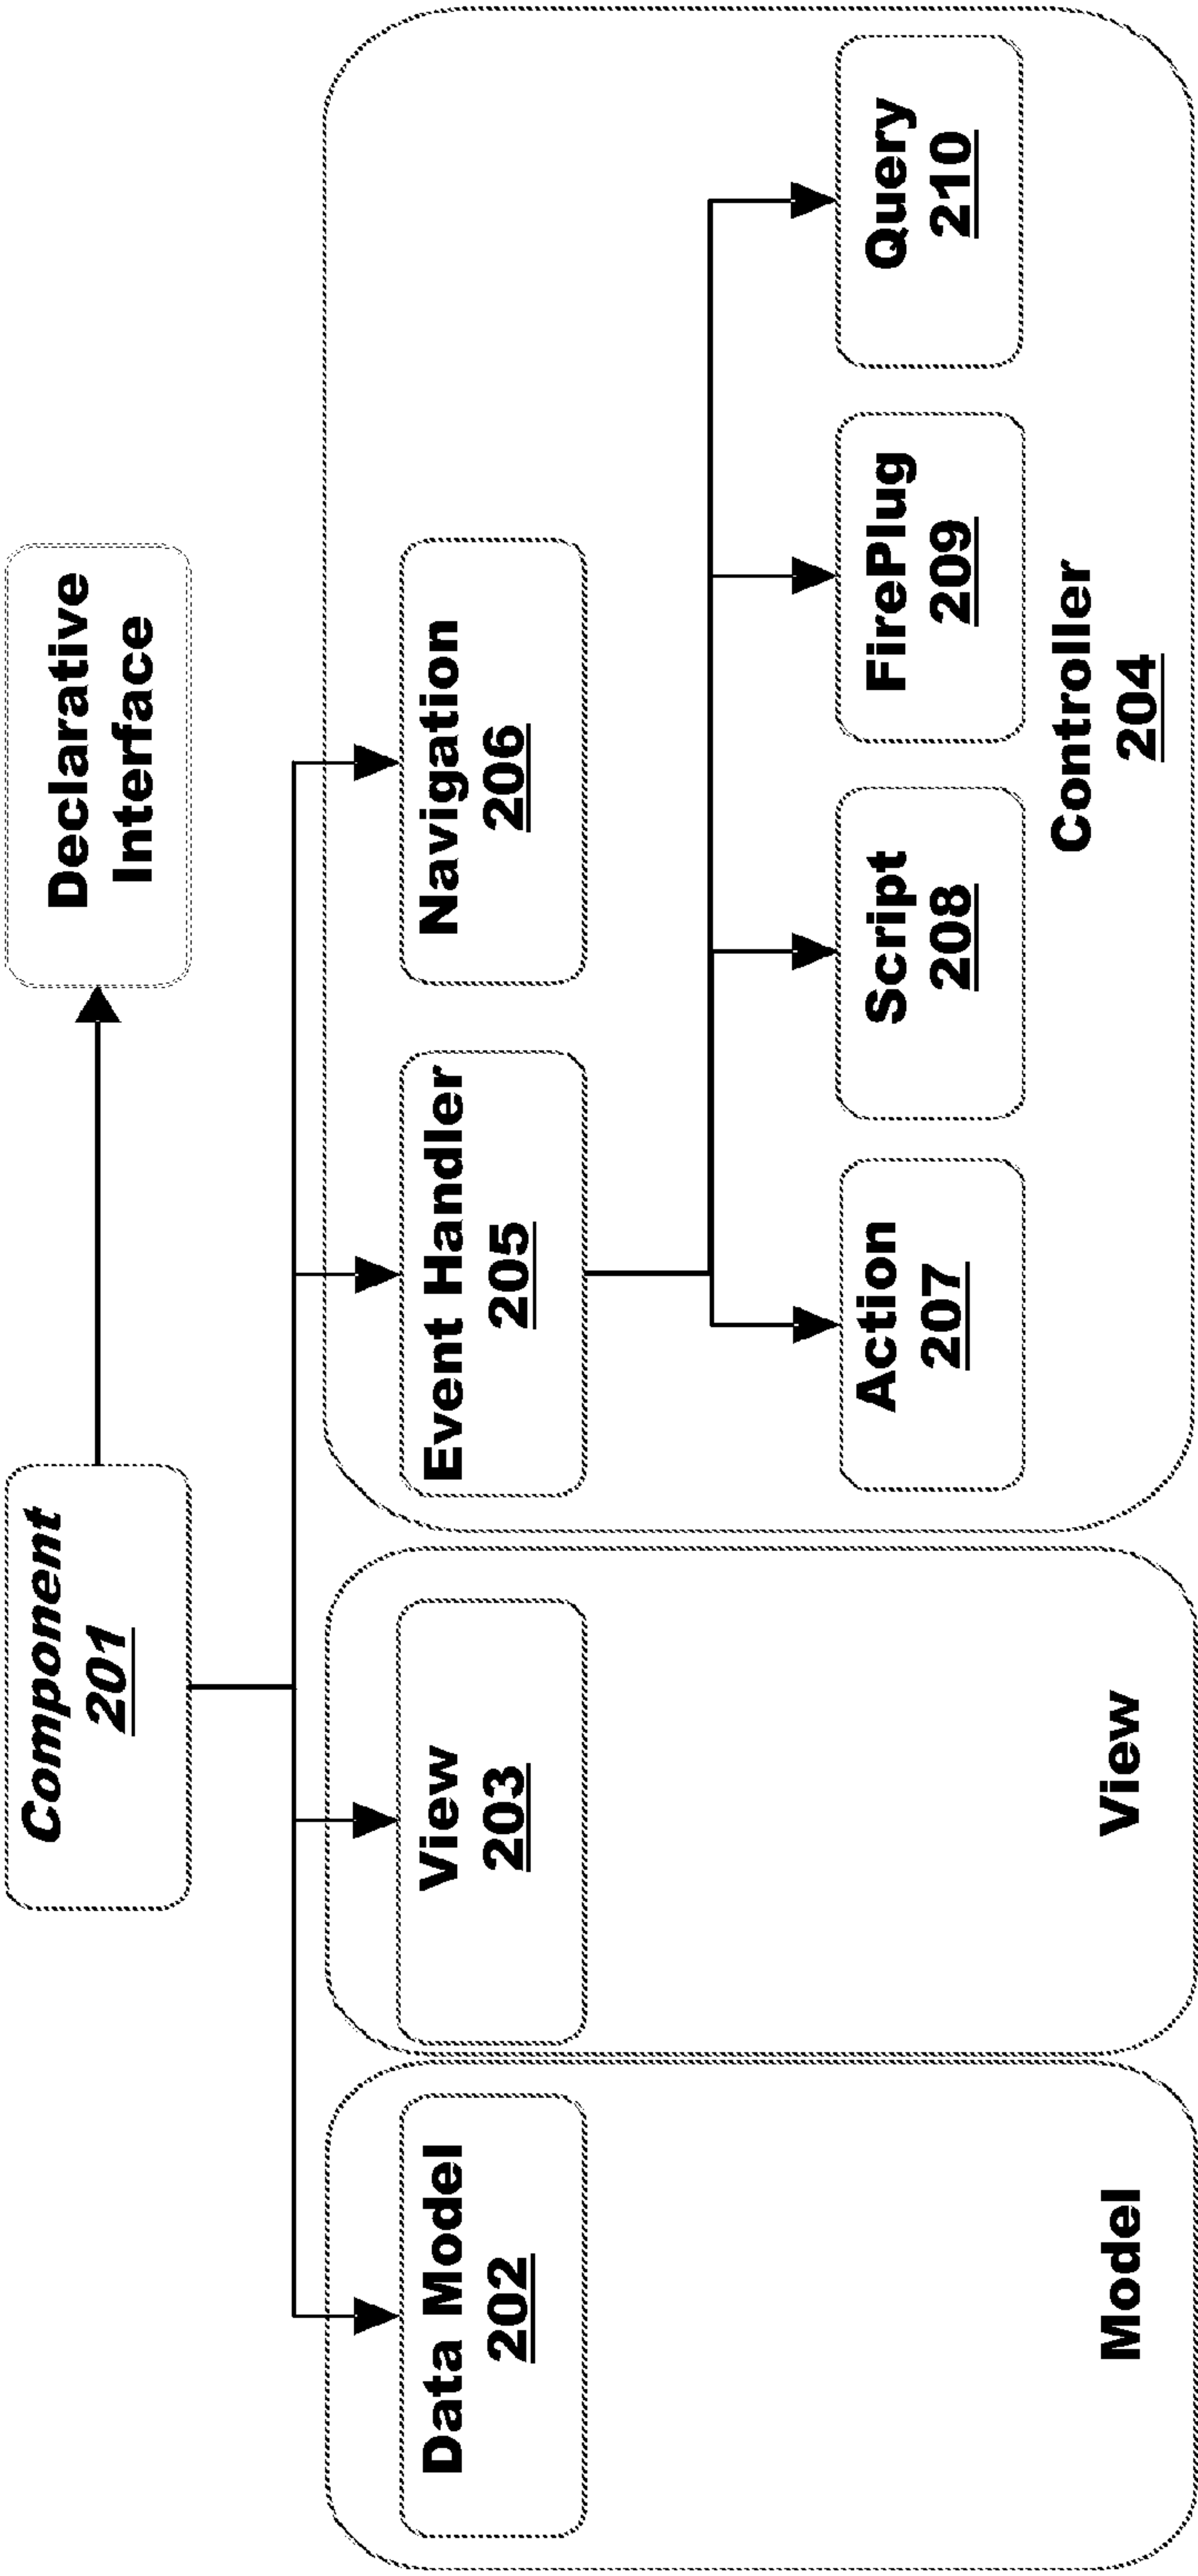 Component
201
Declarative
Interface
Data Model
202
View
203
Event Handler
205
Navigation
206
Action
207
Script
208
FirePlug
209
Query
210
Model
View
Controller
204